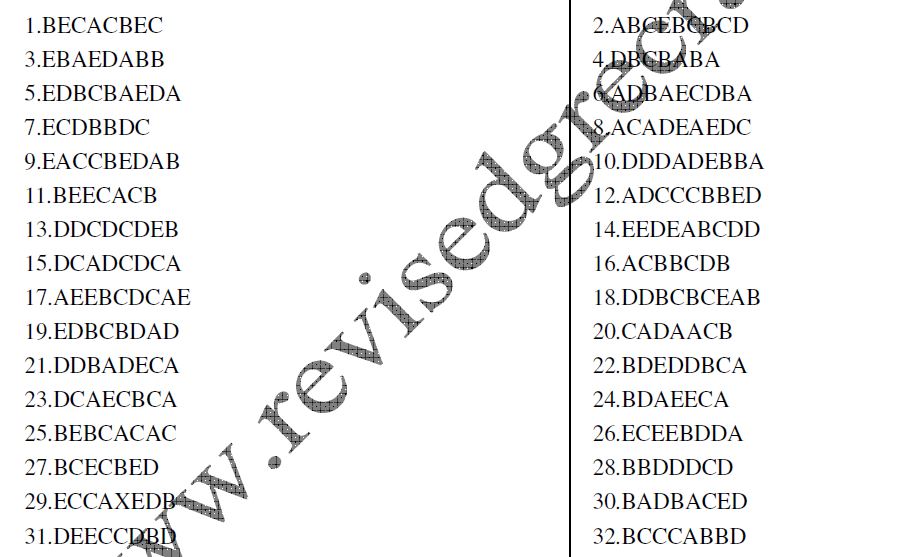 1.BECACBEC
2.ABCEBCBCD
3.EBAEDABB
4.DBCBABA
5.EDBCBAEDA
6.ADBAECDBA
7.ECDBBDC
8.ACADEAEDC
9.EACCBEDAB
10.DDDADEBBA
11.BEECACB
12.ADCCCBBED
13.DDCDCDEB
14.EEDEABCDD
15.DCADCDCA
16.ACBBCDB
17.AEEBCDCAE
18.DDBCBCEAB
19.EDBCBDAD
20.CADAACB
21.DDBADECA
22.BDEDDBCA
23.DCAECBCA
24.BDAEECA
25.BEBCACAC
26.ECEEBDDA
27.BCECBED
28.BBDDDCD
29.ECCAXEDB
30.BADBACED
31.DEECCDBD
32.BCCCABBD